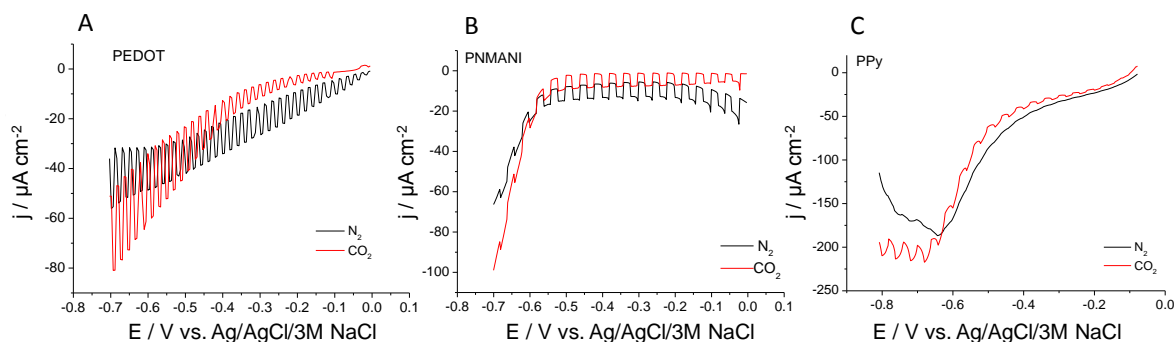 A
PEDOT
0
-20
-40
-60
-80
j / µA cm-2
N2
CO2
-0.8 -0.7 -0.6 -0.5 -0.4 -0.3 -0.2 -0.1 0.0 0.1
E / V vs. Ag/AgCl/3M NaCl
B
PNMANI
0
-20
-40
-60
-80
-100
j / µA cm-2
N2
CO2
-0.8 -0.7 -0.6 -0.5 -0.4 -0.3 -0.2 -0.1 0.0 0.1
E / V vs. Ag/AgCl/3M NaCl
C
PPy
0
-50
-100
-150
-200
-250
j / µA cm-2
N2
CO2
-0.8 -0.6 -0.4 -0.2 0.0
E / V vs. Ag/AgCl/3M NaCl